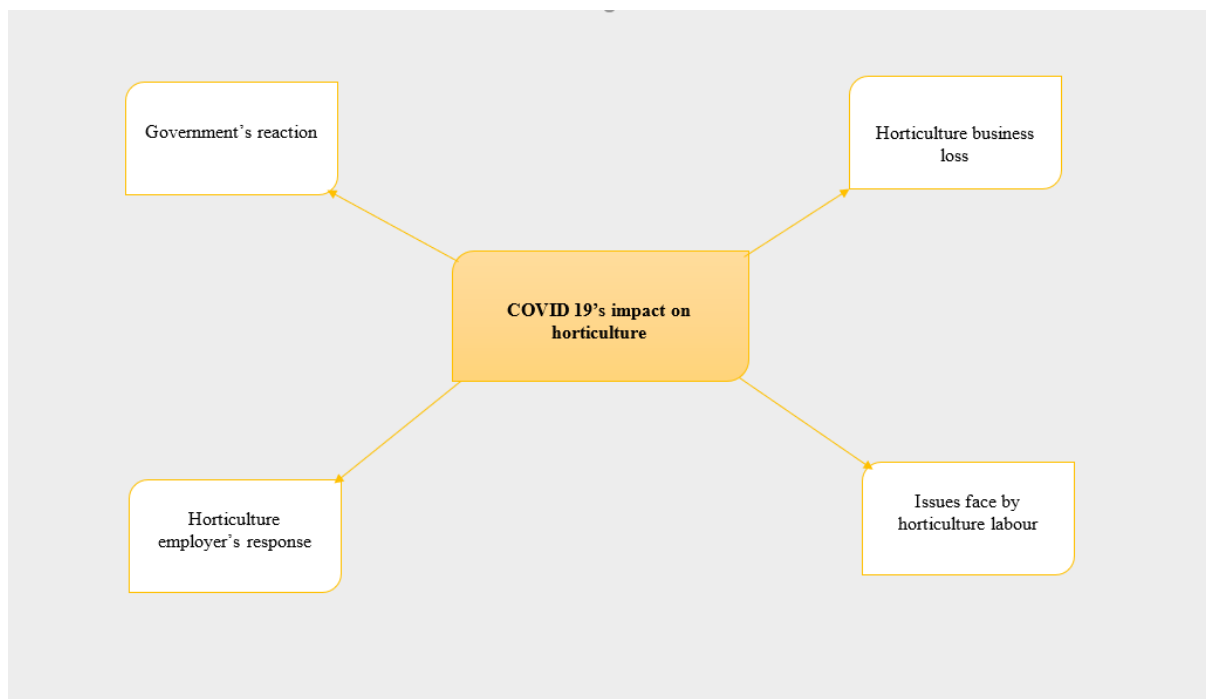 Government’s reaction
Horticulture business
loss
COVID 19’s impact on
horticulture
Horticulture
employer’s response
Issues face by
horticulture labour